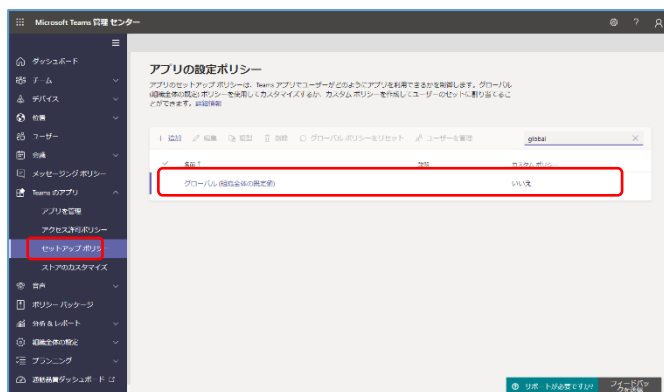 Microsoft Teams 管理 センター
ダッシュボード
チーム
デバイス
位置
ユーザー
会議
メッセージング ポリシー
Teams のアプリ
アプリを管理
アクセス許可ポリシー
セットアップ ポリシー
ストアのカスタマイズ
音声
ポリシー パッケージ
分析 & レポート
組織全体の設定
プランニング
通話品質ダッシュボード
アプリの設定ポリシー
アプリのセットアップ ポリシーは、Teams アプリでユーザーがどのようにアプリを利用できるかを制御します。グローバル
(組織全体の既定) ポリシーを使用してカスタマイズするか、カスタム ポリシーを作成してユーザーのセットに割り当てるこ
とができます。詳細情報
+ 追加 編集 複製 削除 グローバル ポリシーをリセット ユーザーを管理 global
名前↑ 説明 カスタム ポリシー
グローバル (組織全体の既定値) いいえ
サポートが必要ですか? フィードバックを送信